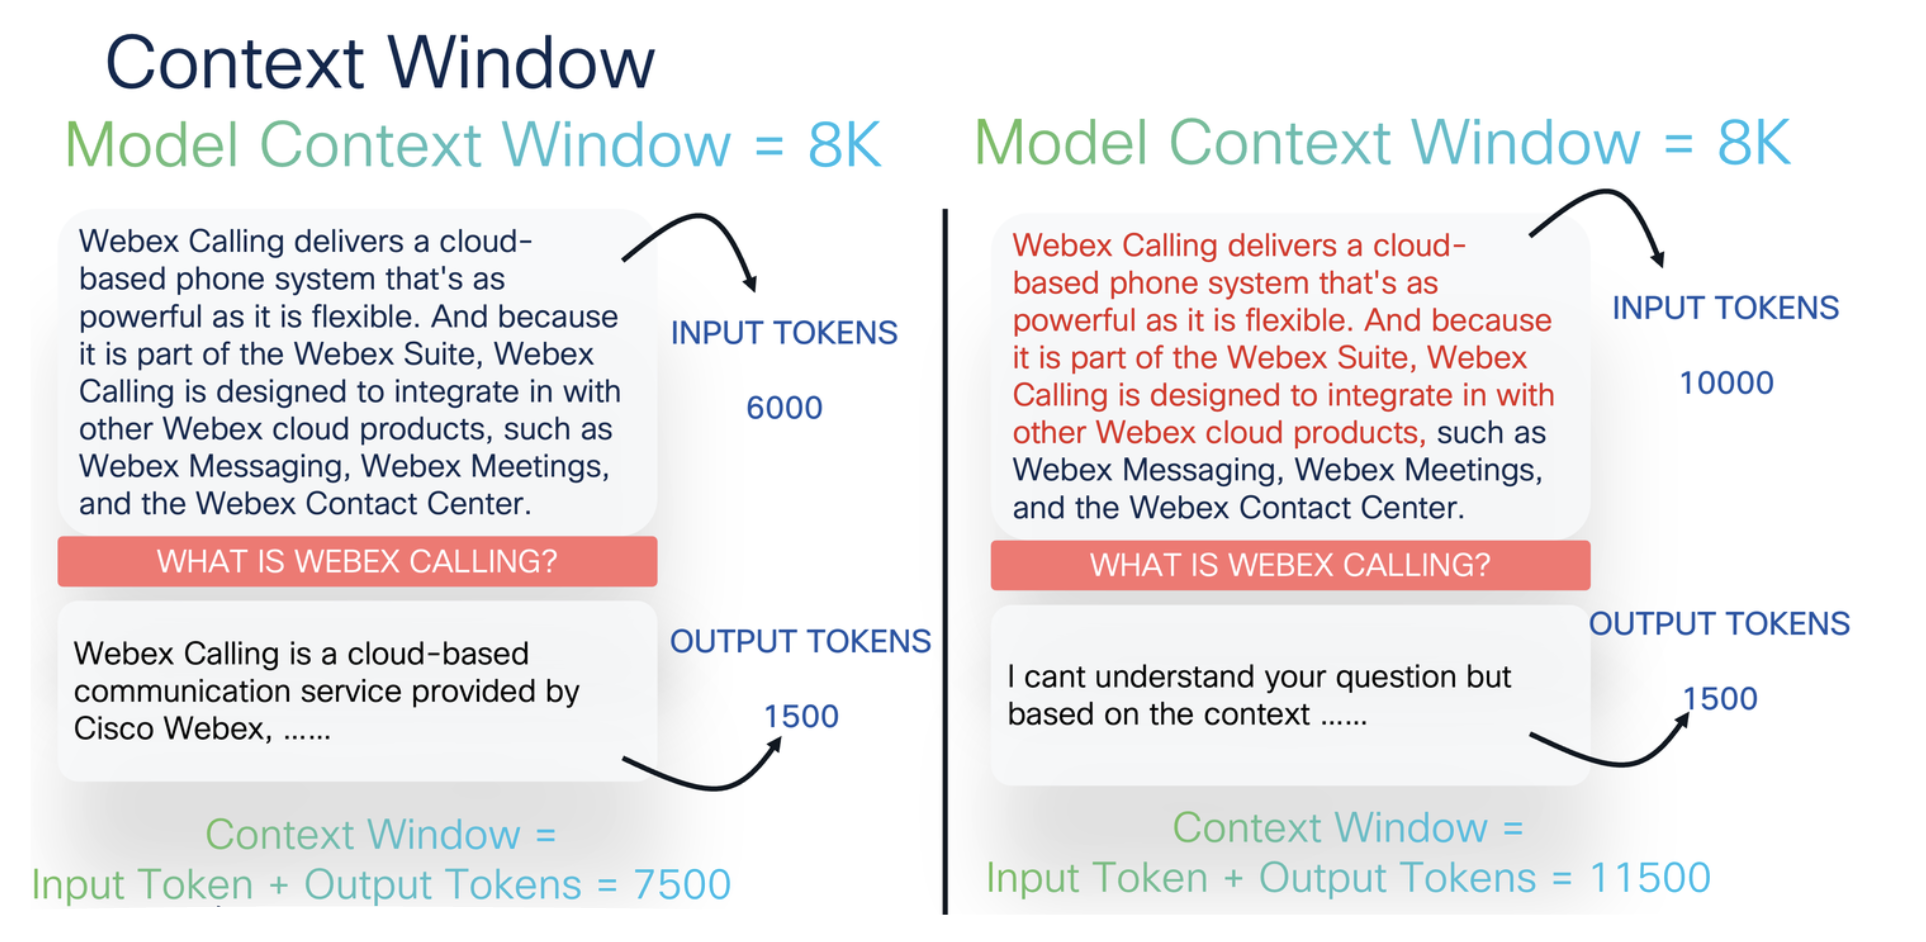 Context Window
Model Context Window = 8K
Webex Calling delivers a cloud-
based phone system that's as
powerful as it is flexible. And because
it is part of the Webex Suite, Webex
Calling is designed to integrate in with
other Webex cloud products, such as
Webex Messaging, Webex Meetings,
and the Webex Contact Center.
INPUT TOKENS
6000
WHAT IS WEBEX CALLING?
Webex Calling is a cloud-based
communication service provided by
Cisco Webex, ......
OUTPUT TOKENS
1500
Context Window =
Input Token + Output Tokens = 7500
Model Context Window = 8K
Webex Calling delivers a cloud-
based phone system that's as
powerful as it is flexible. And because
it is part of the Webex Suite, Webex
Calling is designed to integrate in with
other Webex cloud products, such as
Webex Messaging, Webex Meetings,
and the Webex Contact Center.
INPUT TOKENS
10000
WHAT IS WEBEX CALLING?
I cant understand your question but
based on the context ......
OUTPUT TOKENS
1500
Context Window =
Input Token + Output Tokens = 11500